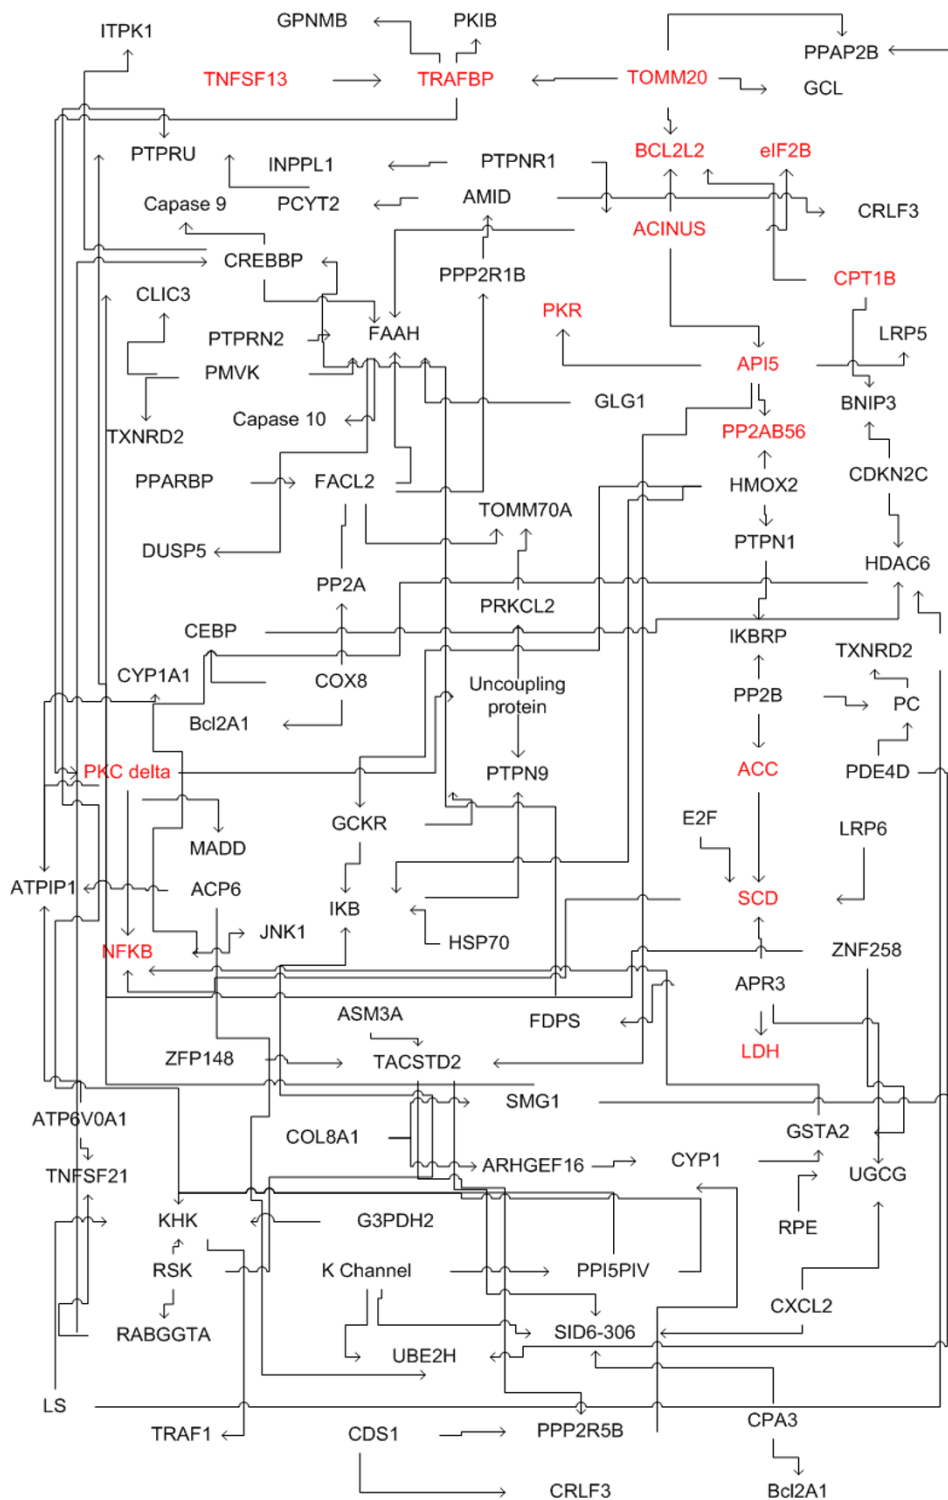 GPNMB
PKIB
ITPK1
PPAP2B
TNFSF13
TRAFBP
TOMM20
GCL
PTPRU
INPPL1
PTPNR1
BCL2L2
eIF2B
Capase 9
PCYT2
AMID
CRLF3
ACINUS
CREBBP
PPP2R1B
CPT1B
CLIC3
PKR
PTPRN2
FAAH
LRP5
PMVK
API5
GLG1
BNIP3
Capase 10
TXNRD2
PP2AB56
PPARBP
FACL2
HMOX2
CDKN2C
TOMM70A
DUSP5
PTPN1
HDAC6
PP2A
PRKCL2
CEBP
IKBRP
TXNRD2
CYP1A1
COX8
Uncoupling
protein
PP2B
PC
Bcl2A1
PKC delta
PTPN9
ACC
PDE4D
GCKR
E2F
LRP6
MADD
ATPIP1
ACP6
IKB
SCD
JNK1
HSP70
NFKB
ZNF258
APR3
ASM3A
FDPS
LDH
ZFP148
TACSTD2
SMG1
ATP6V0A1
COL8A1
GSTA2
ARHGEF16
CYP1
TNFSF21
UGCG
KHK
G3PDH2
RPE
RSK
K Channel
PPI5PIV
CXCL2
RABGGTA
SID6-306
UBE2H
LS
CPA3
TRAF1
CDS1
PPP2R5B
CRLF3
Bcl2A1